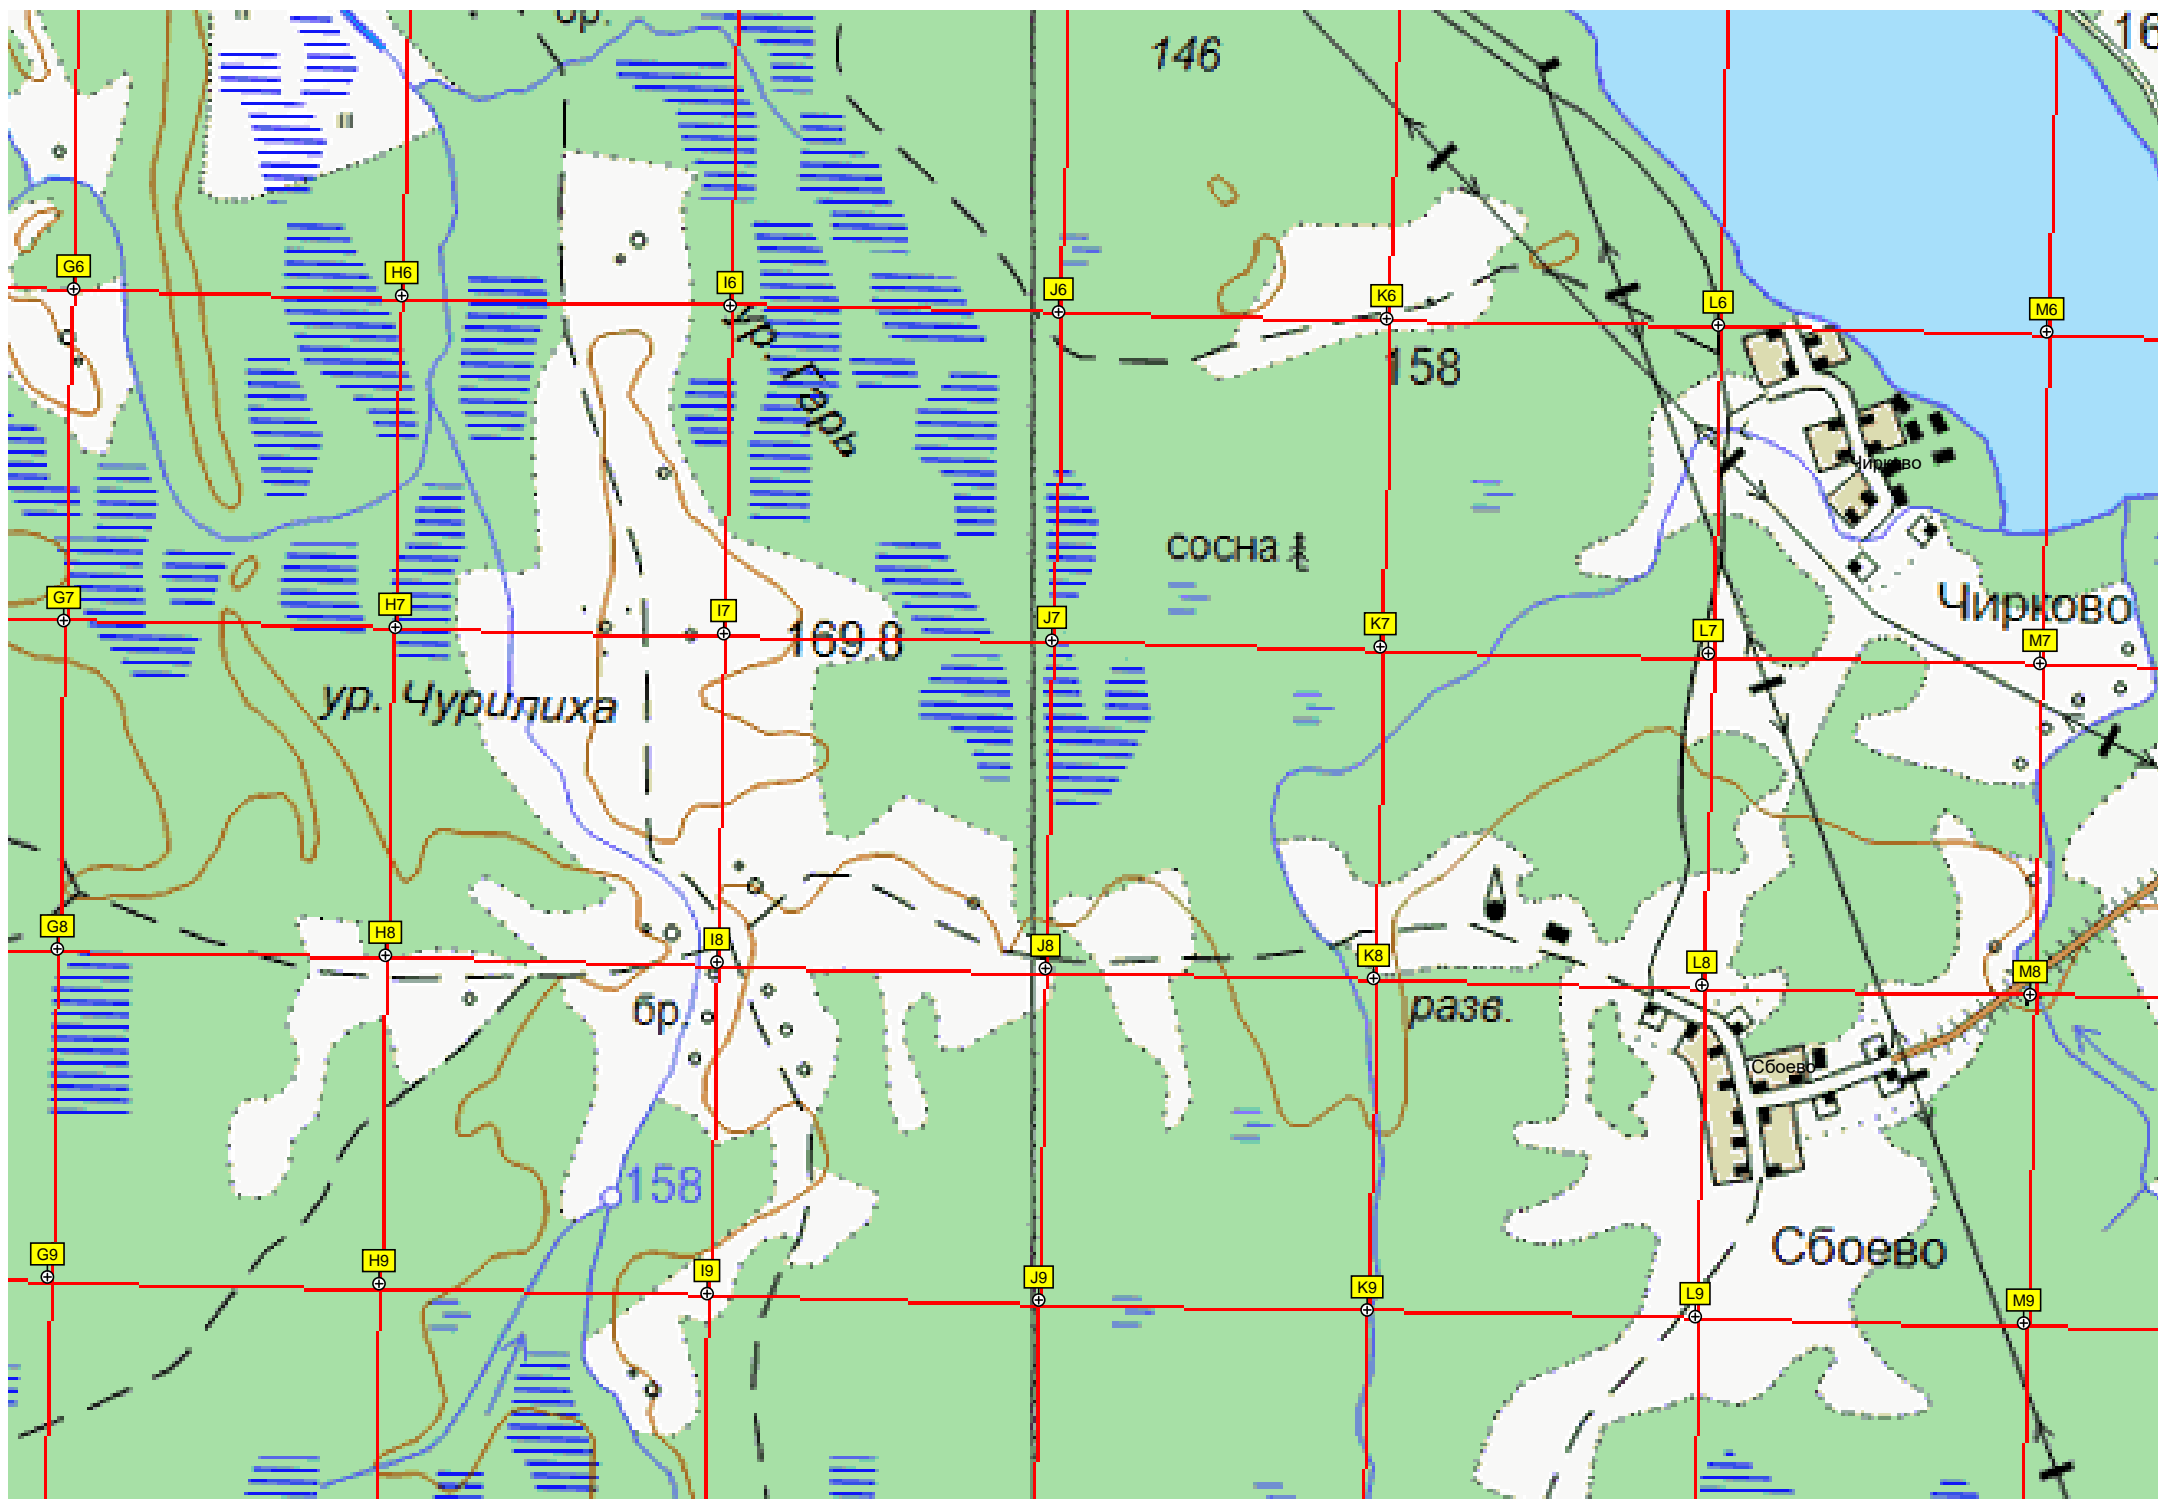 бр.
146
16
G6
H6
I6
J6
K6
L6
M6
ур. Гарь
158
Чирково
сосна
Чирково
G7
H7
I7
J7
K7
L7
M7
169.8
ур. Чурилиха
G8
H8
I8
J8
K8
L8
M8
бр.
разв.
Сбоево
158
Сбоево
G9
H9
I9
J9
K9
L9
M9